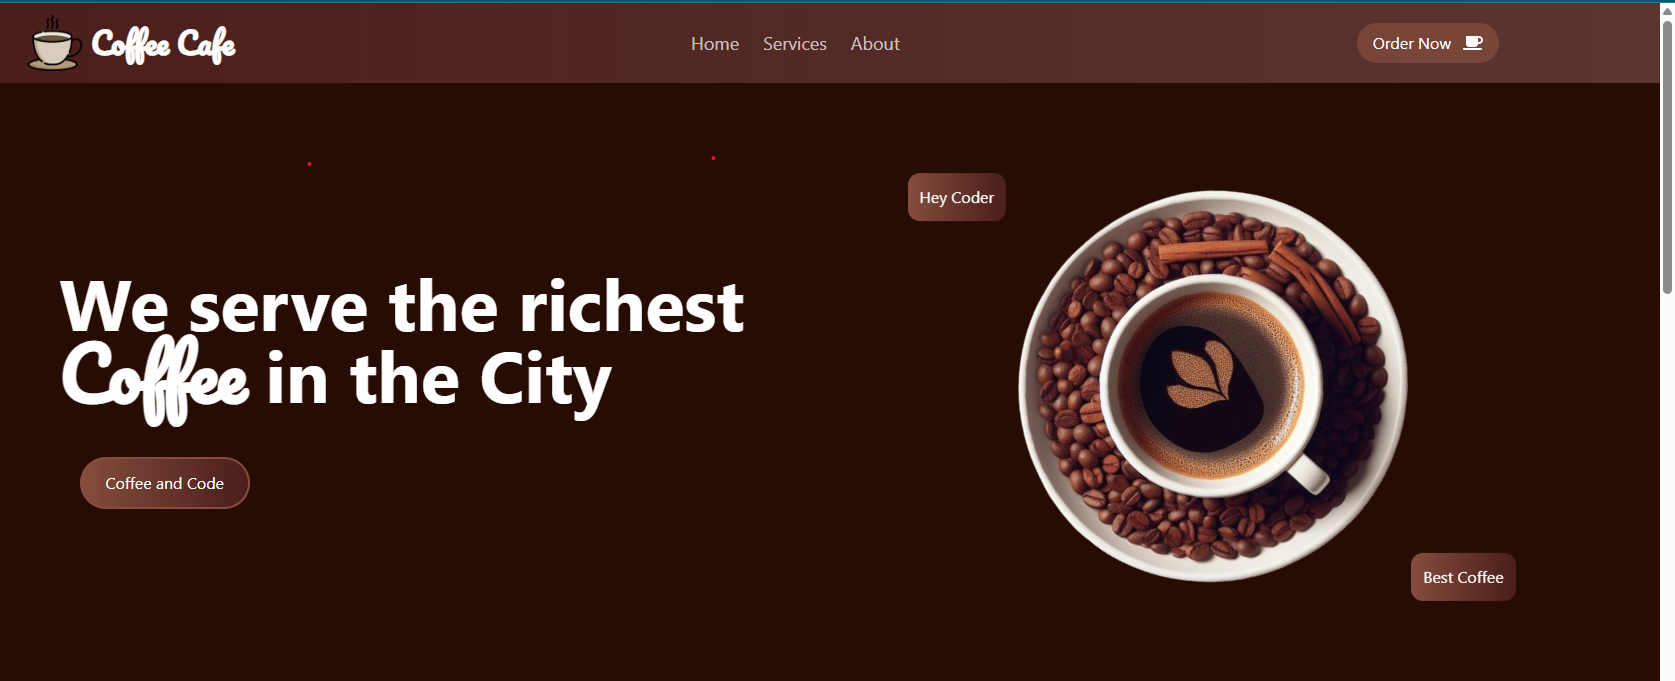 Coffee Cafe
Home Services About
Order Now
Hey Coder
We serve the richest
Coffee in the City
Coffee and Code
Best Coffee